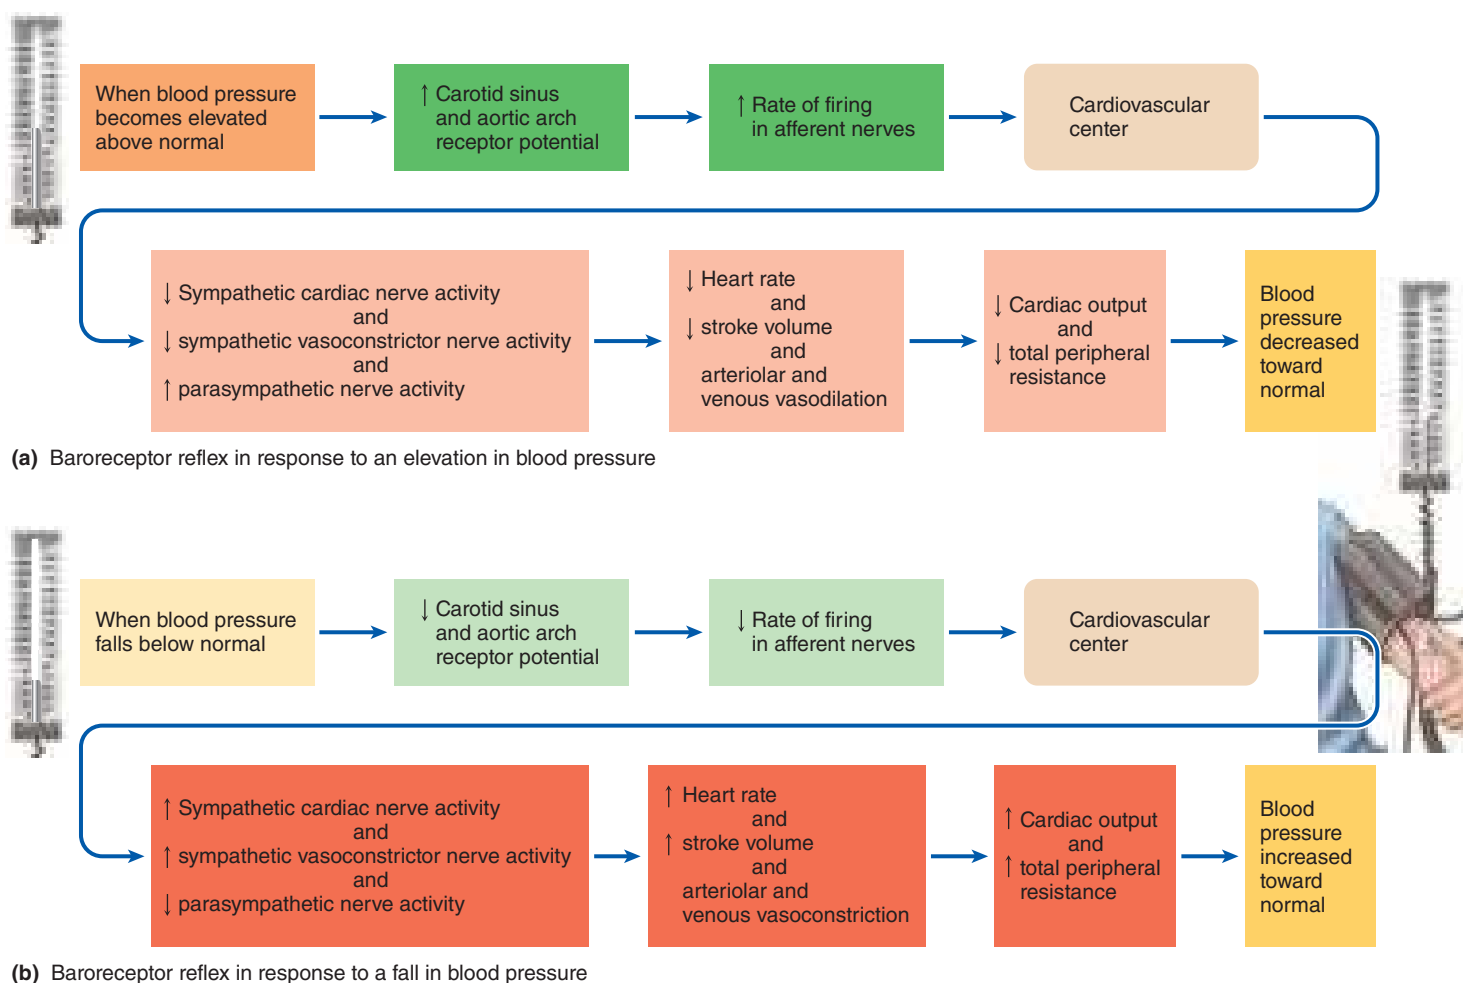 When blood pressure
becomes elevated
above normal
↑ Carotid sinus
and aortic arch
receptor potential
↑ Rate of firing
in afferent nerves
Cardiovascular
center
↓ Sympathetic cardiac nerve activity
and
↓ sympathetic vasoconstrictor nerve activity
and
↑ parasympathetic nerve activity
↓ Heart rate
and
↓ stroke volume
and
arteriolar and
venous vasodilation
↓ Cardiac output
and
↓ total peripheral
resistance
Blood
pressure
decreased
toward
normal
(a) Baroreceptor reflex in response to an elevation in blood pressure
When blood pressure
falls below normal
↓ Carotid sinus
and aortic arch
receptor potential
↓ Rate of firing
in afferent nerves
Cardiovascular
center
↑ Sympathetic cardiac nerve activity
and
↑ sympathetic vasoconstrictor nerve activity
and
↓ parasympathetic nerve activity
↑ Heart rate
and
↑ stroke volume
and
arteriolar and
venous vasoconstriction
↑ Cardiac output
and
↑ total peripheral
resistance
Blood
pressure
increased
toward
normal
(b) Baroreceptor reflex in response to a fall in blood pressure